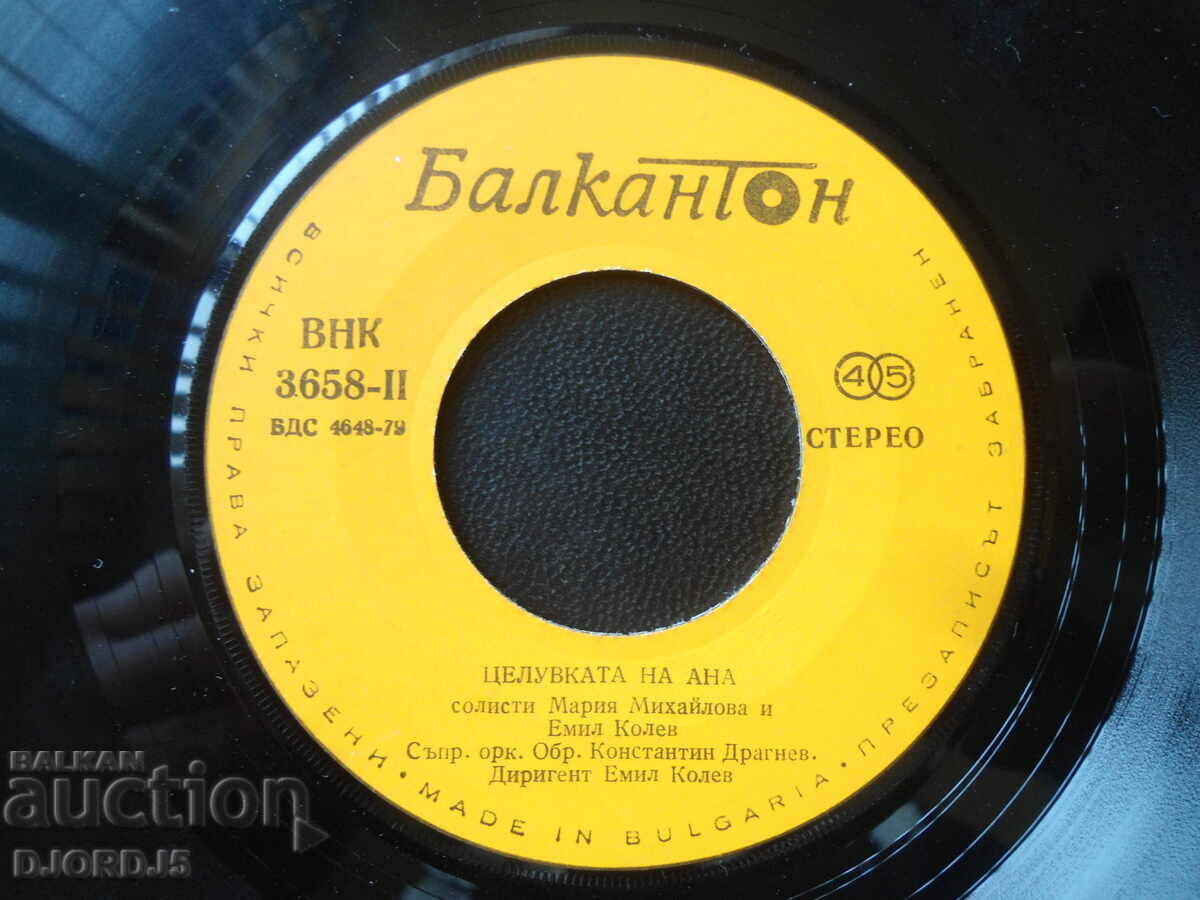 Балкантон
ВНК
3658-II
БДС 4648-79
45
СТЕРЕО
ЦЕЛУВКАТА НА АНА
солисти Мария Михайлова и
Емил Колев
Съпр. орк. Обр. Константин Драгнев.
Диригент Емил Колев
ВСИЧКИ ПРАВА ЗАПАЗЕНИ • MADE IN BULGARIA • ПРЕЗАПИСЪТ ЗАБРАНЕН
BALKAN
auction
DJORDJ5